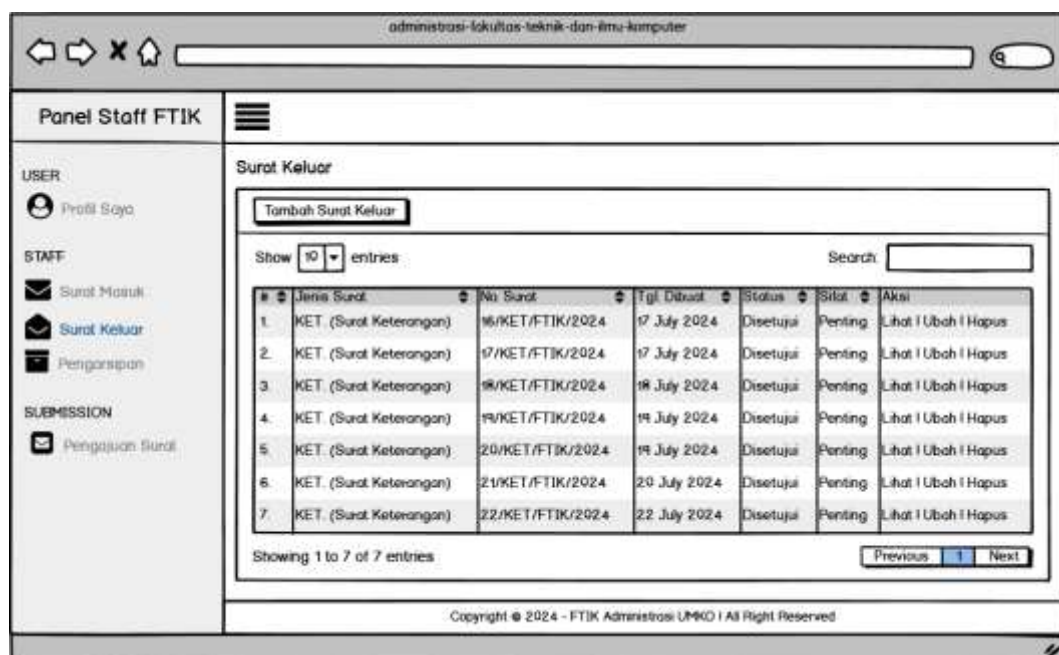 administrasi-fakultas-teknik-dan-ilmu-komputer
Panel Staff FTIK
USER
Profil Saya
STAFF
Surat Masuk
Surat Keluar
Pengarsipan
SUBMISSION
Pengajuan Surat
Surat Keluar
Tambah Surat Keluar
Show 10 entries Search:
# Jenis Surat No. Surat Tgl. Dibuat Status Sifat Aksi
1. KET. (Surat Keterangan) 16/KET/FTIK/2024 17 July 2024 Disetujui Penting Lihat | Ubah | Hapus
2. KET. (Surat Keterangan) 17/KET/FTIK/2024 17 July 2024 Disetujui Penting Lihat | Ubah | Hapus
3. KET. (Surat Keterangan) 18/KET/FTIK/2024 18 July 2024 Disetujui Penting Lihat | Ubah | Hapus
4. KET. (Surat Keterangan) 19/KET/FTIK/2024 19 July 2024 Disetujui Penting Lihat | Ubah | Hapus
5. KET. (Surat Keterangan) 20/KET/FTIK/2024 19 July 2024 Disetujui Penting Lihat | Ubah | Hapus
6. KET. (Surat Keterangan) 21/KET/FTIK/2024 20 July 2024 Disetujui Penting Lihat | Ubah | Hapus
7. KET. (Surat Keterangan) 22/KET/FTIK/2024 22 July 2024 Disetujui Penting Lihat | Ubah | Hapus
Showing 1 to 7 of 7 entries Previous 1 Next
Copyright © 2024 - FTIK Administrasi UMKO | All Right Reserved